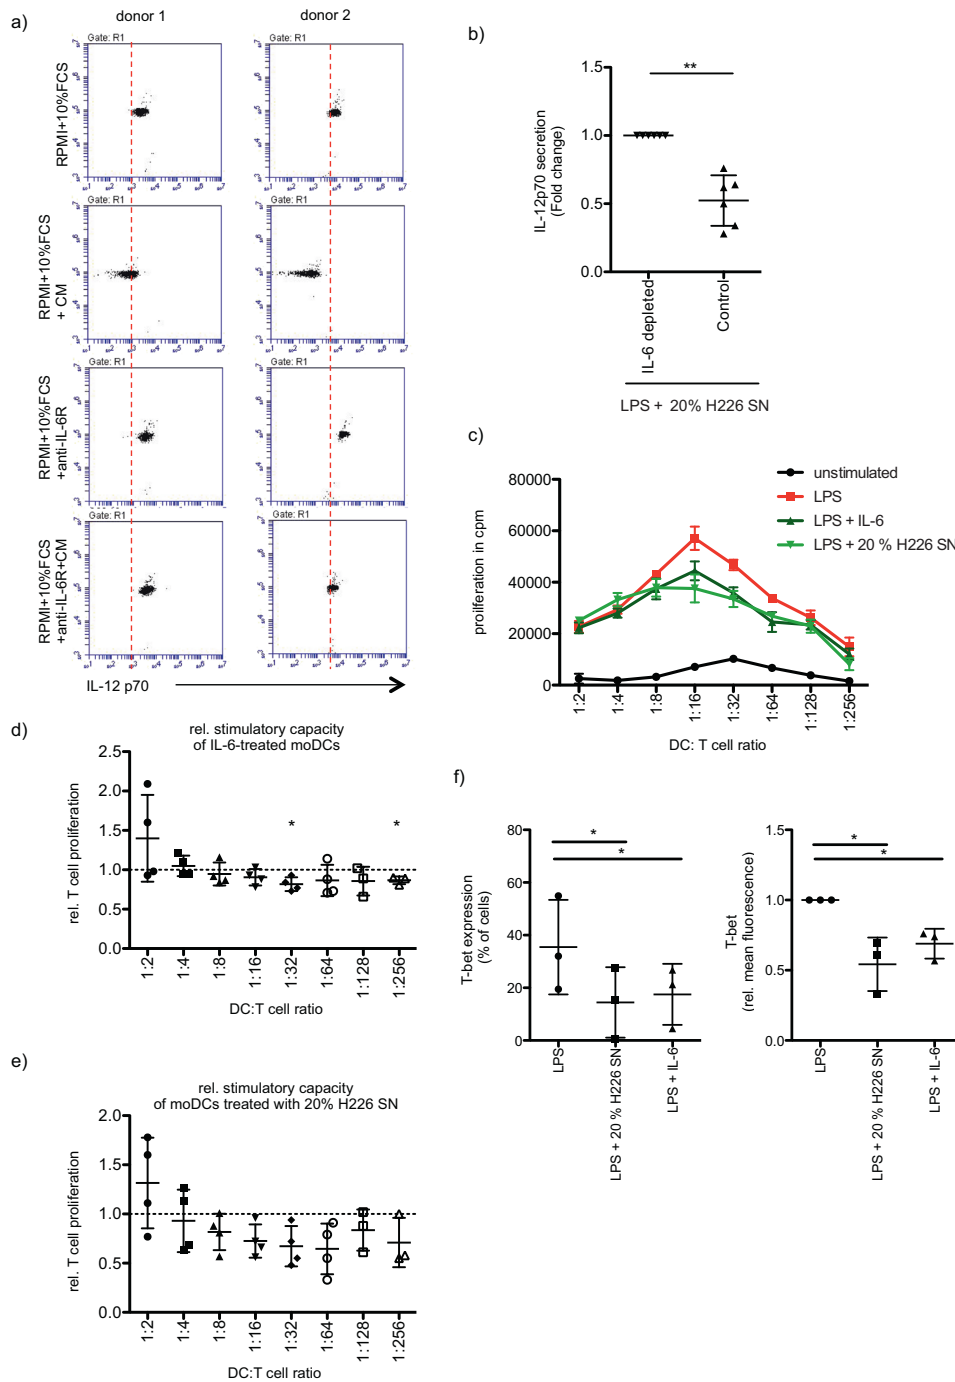 a)
donor 1
donor 2
Gate: R1
Gate: R1
RPMI+10%FCS
Gate: R1
Gate: R1
RPMI+10%FCS
+ CM
Gate: R1
Gate: R1
RPMI+10%FCS
+anti-IL-6R
Gate: R1
Gate: R1
RPMI+10%FCS
+anti-IL-6R+CM
IL-12 p70
b)
**
1.5
1.0
0.5
0.0
IL-12p70 secretion
(Fold change)
IL-6 depleted
Control
LPS + 20% H226 SN
c)
unstimulated
LPS
LPS + IL-6
LPS + 20 % H226 SN
80000
60000
40000
20000
0
proliferation in cpm
1:2
1:4
1:8
1:16
1:32
1:64
1:128
1:256
DC: T cell ratio
d)
rel. stimulatory capacity
of IL-6-treated moDCs
2.5
2.0
1.5
1.0
0.5
0.0
rel. T cell proliferation
*
*
1:2
1:4
1:8
1:16
1:32
1:64
1:128
1:256
DC:T cell ratio
e)
rel. stimulatory capacity
of moDCs treated with 20% H226 SN
2.0
1.5
1.0
0.5
0.0
rel. T cell proliferation
1:2
1:4
1:8
1:16
1:32
1:64
1:128
1:256
DC:T cell ratio
f)
80
60
40
20
0
T-bet expression
(% of cells)
*
*
LPS
LPS + 20 % H226 SN
LPS + IL-6
1.5
1.0
0.5
0.0
T-bet
(rel. mean fluorescence)
*
*
LPS
LPS + 20 % H226 SN
LPS + IL-6